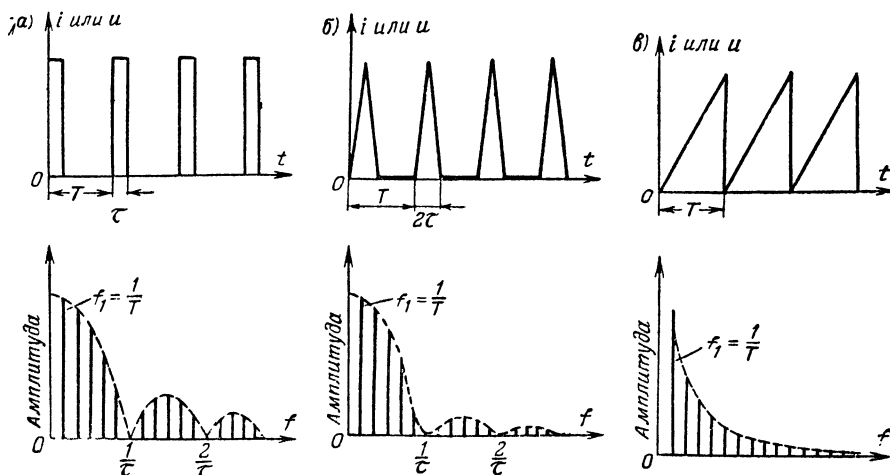 а) i или u
t
0
T
τ
б) i или u
t
0
T
2τ
в) i или u
t
0
T
Амплитуда
f₁ = 1/T
f
0
1/τ
2/τ
Амплитуда
f₁ = 1/T
f
0
1/τ
2/τ
Амплитуда
f₁ = 1/T
f
0